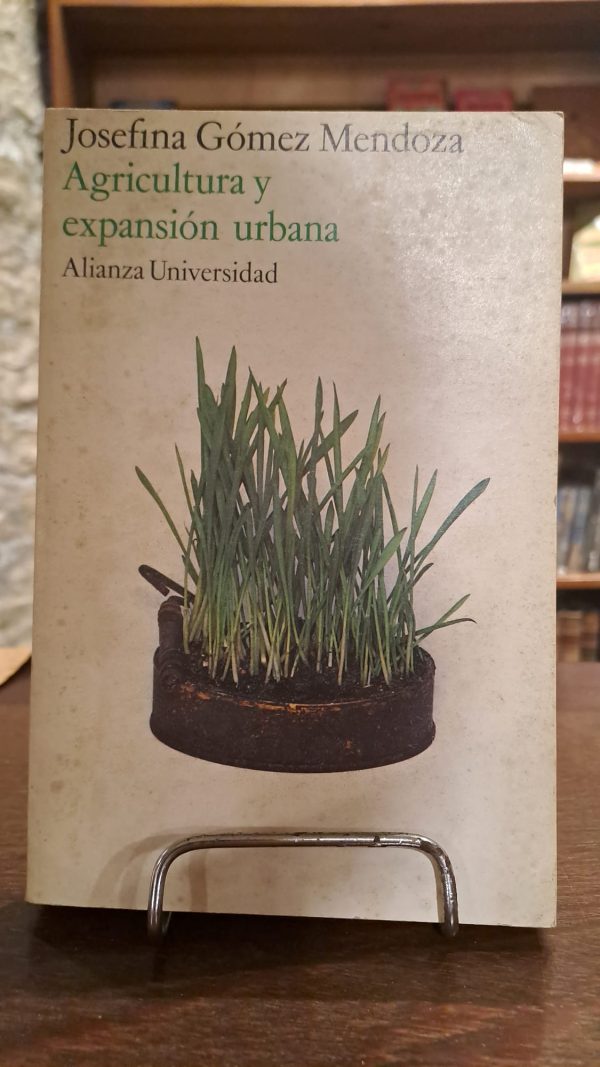 Josefina Gómez Mendoza
Agricultura y
expansión urbana
Alianza Universidad